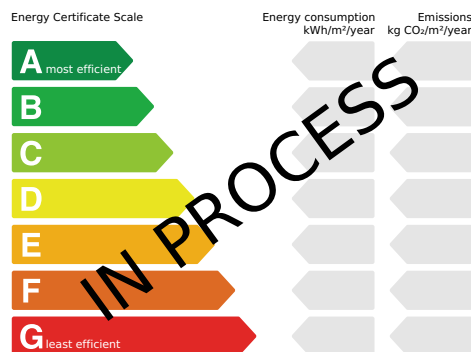 Energy Certificate Scale
Energy consumption
kWh/m²/year
Emissions
kg CO₂/m²/year
A most efficient
B
C
D
E
F
G least efficient
IN PROCESS